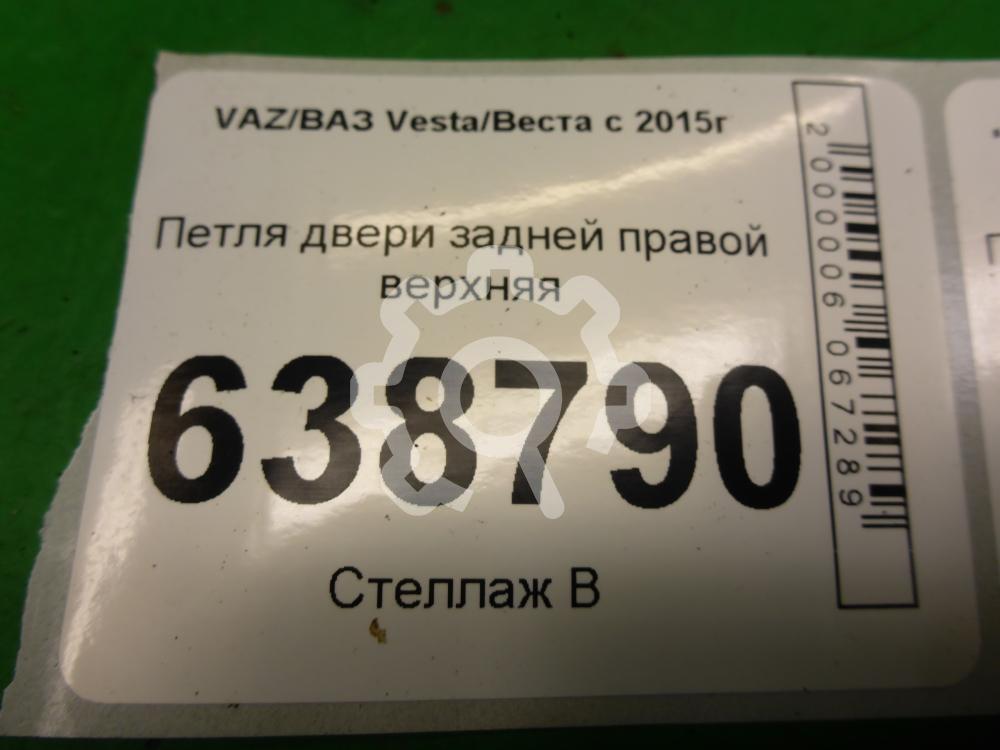 VAZ/ВАЗ Vesta/Веста с 2015г
Петля двери задней правой
верхняя
638790
Стеллаж В
2000006067289